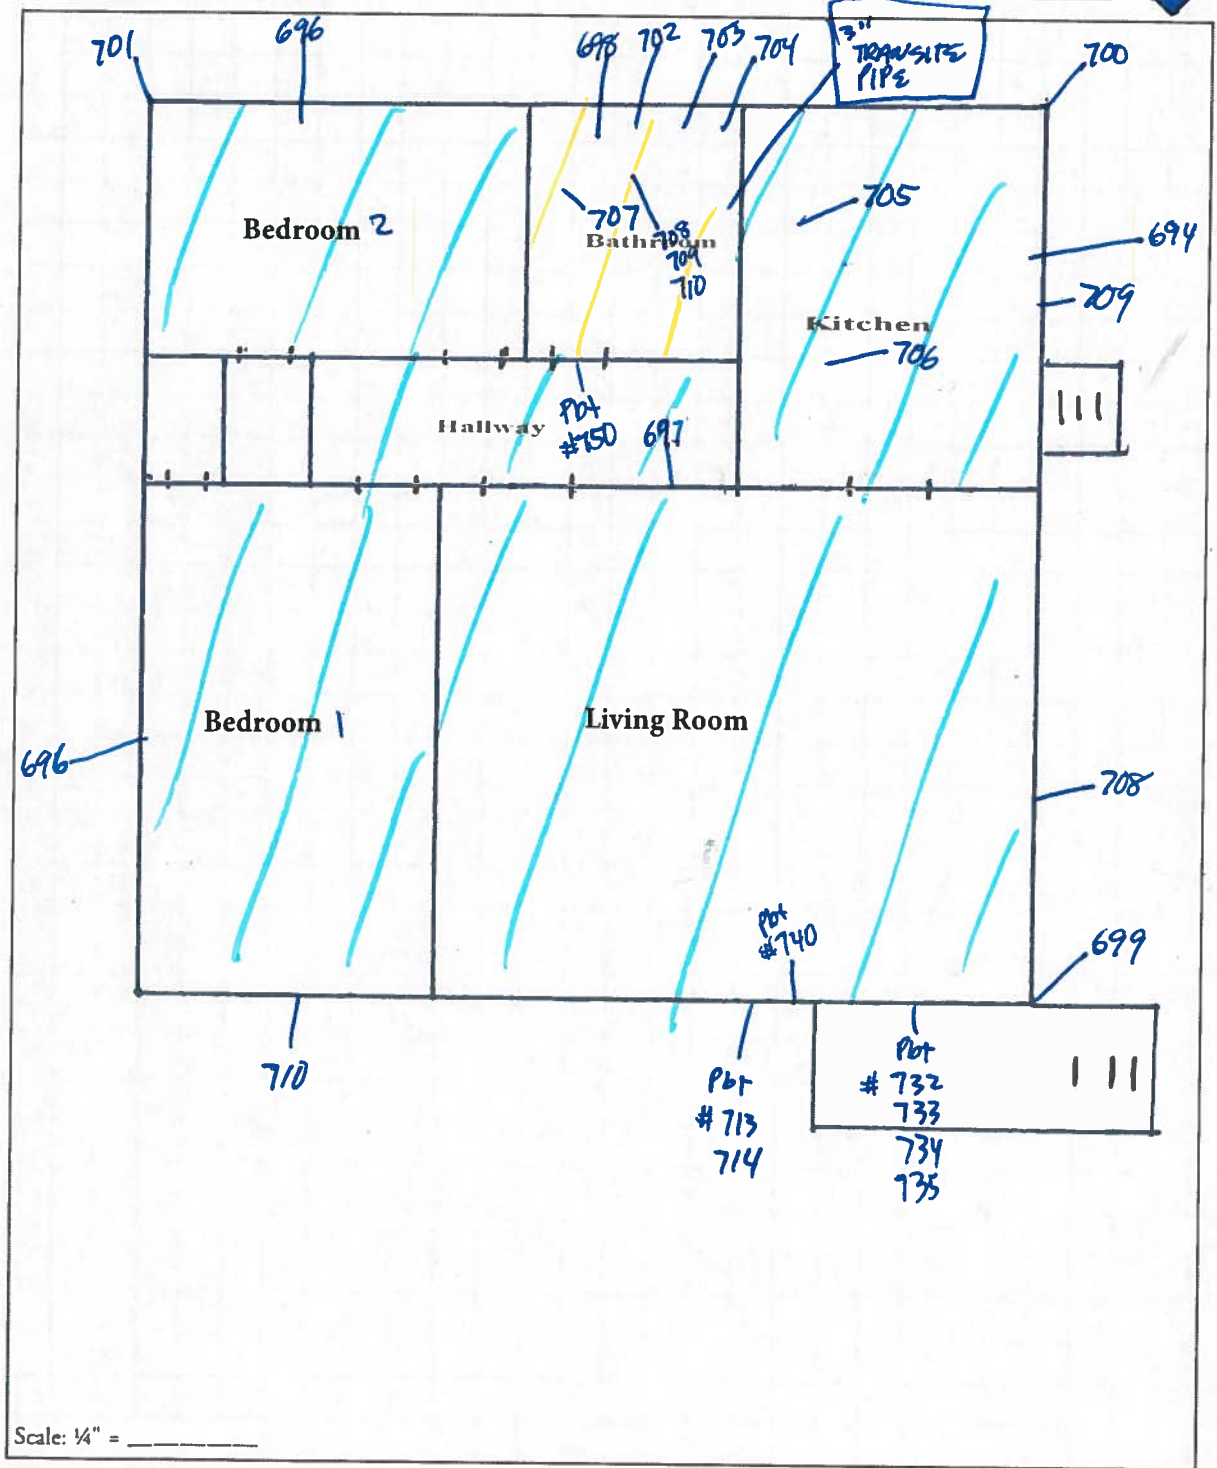 701
696
698
702
703
704
3"
TRANSITE
PIPE
700
705
694
Bedroom 2
707
708
Bathroom
709
710
709
Kitchen
706
Pbt
#750
Hallway
697
111
Bedroom 1
Living Room
696
708
Pbt
#740
699
710
Pbt
# 713
714
Pbt
# 732
733
734
735
Scale: ¼" = __________